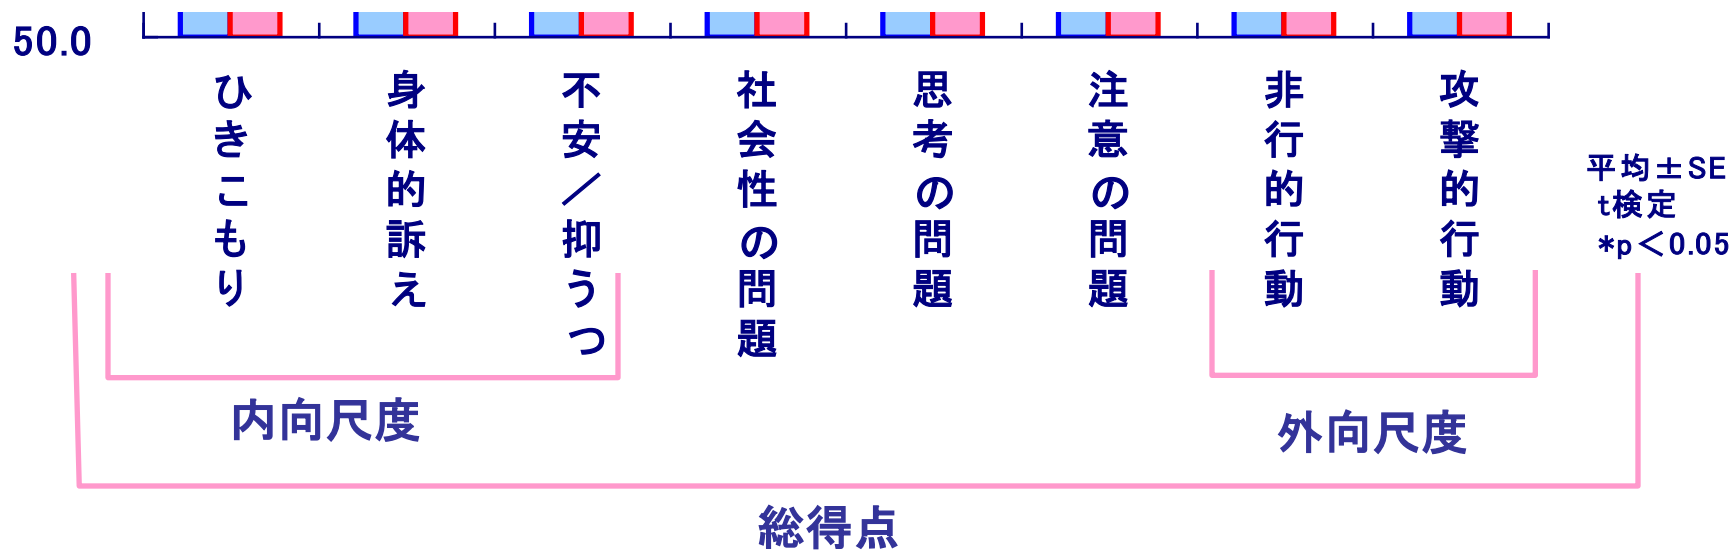 50.0
ひきこもり
身体的訴え
不安／抑うつ
社会性の問題
思考の問題
注意の問題
非行的行動
攻撃的行動
平均±SE
t検定
*p＜0.05
内向尺度
外向尺度
総得点